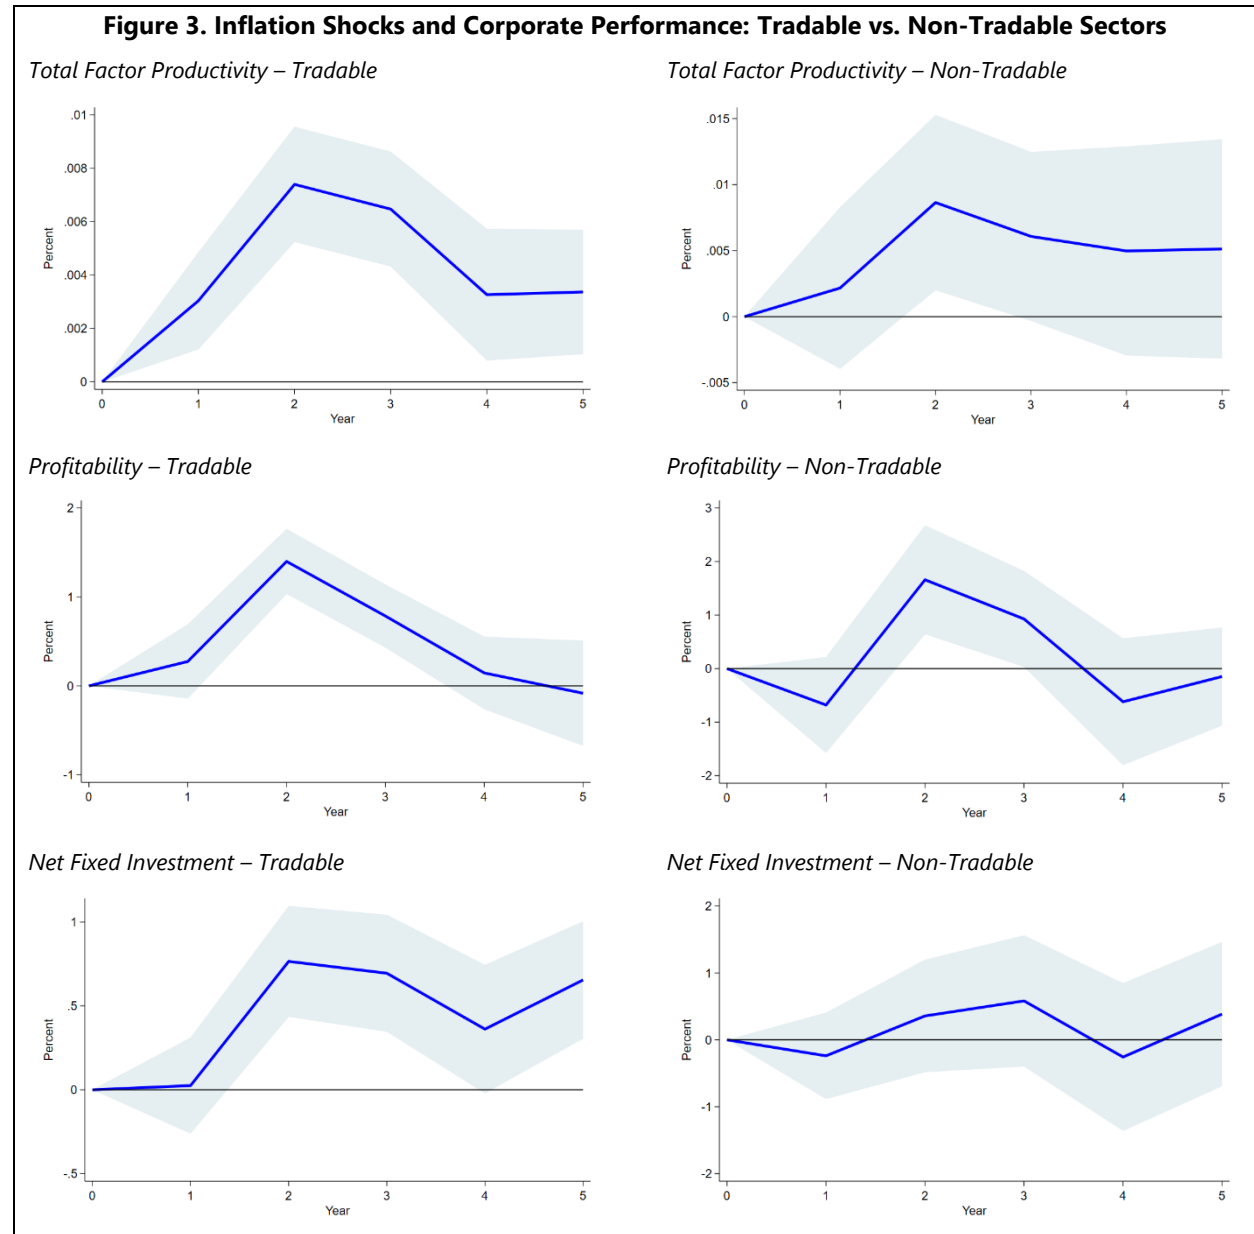 Figure 3. Inflation Shocks and Corporate Performance: Tradable vs. Non-Tradable Sectors
Total Factor Productivity – Tradable
.01
.008
.006
.004
.002
0
Percent
0 1 2 3 4 5
Year
Total Factor Productivity – Non-Tradable
.015
.01
.005
0
-.005
Percent
0 1 2 3 4 5
Year
Profitability – Tradable
2
1
0
-1
Percent
0 1 2 3 4 5
Year
Profitability – Non-Tradable
3
2
1
0
-1
-2
Percent
0 1 2 3 4 5
Year
Net Fixed Investment – Tradable
1
.5
0
-.5
Percent
0 1 2 3 4 5
Year
Net Fixed Investment – Non-Tradable
2
1
0
-1
-2
Percent
0 1 2 3 4 5
Year